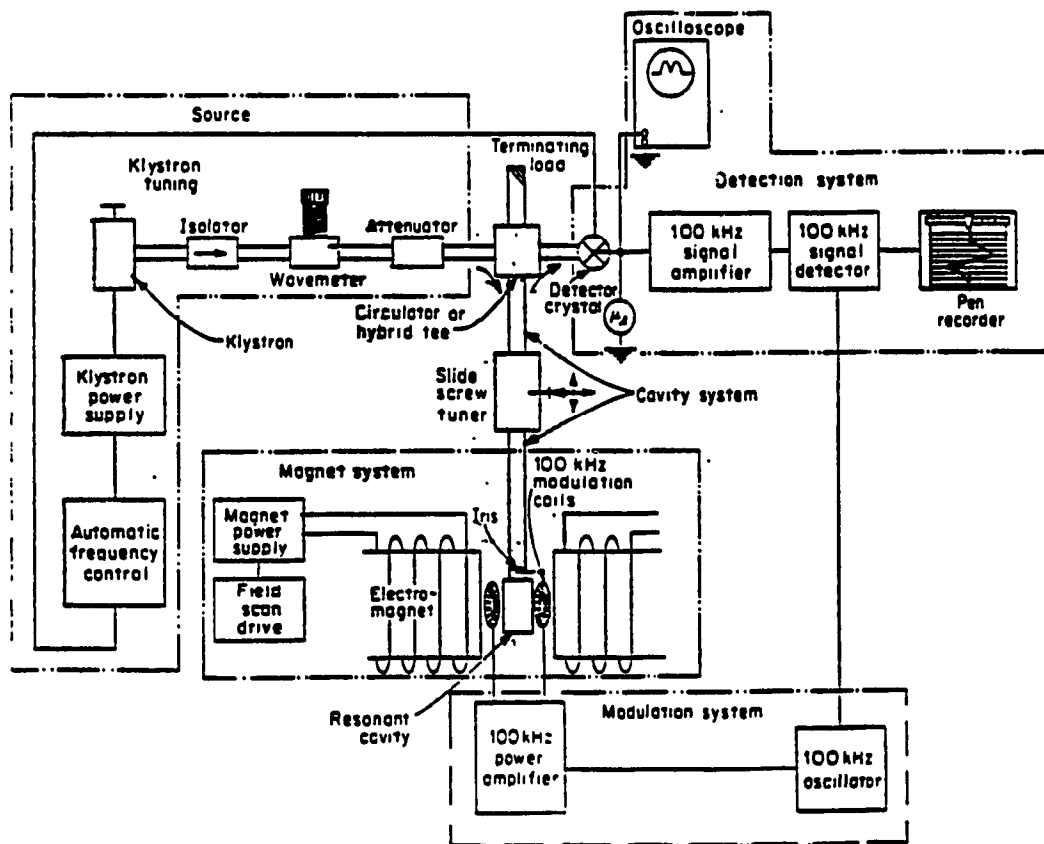 Oscilloscope
Source
Terminating
load
Klystron
tuning
Detection system
Isolator
Attenuator
100 kHz
signal
amplifier
100 kHz
signal
detector
Wavemeter
Detector
crystal
Circulator or
hybrid tee
μA
Pen
recorder
Klystron
Klystron
power
supply
Slide
screw
tuner
Cavity system
Magnet system
100 kHz
modulation
coils
Magnet
power
supply
Iris
Automatic
frequency
control
Field
scan
drive
Electro-
magnet
Resonant
cavity
Modulation system
100 kHz
power
amplifier
100 kHz
oscillator